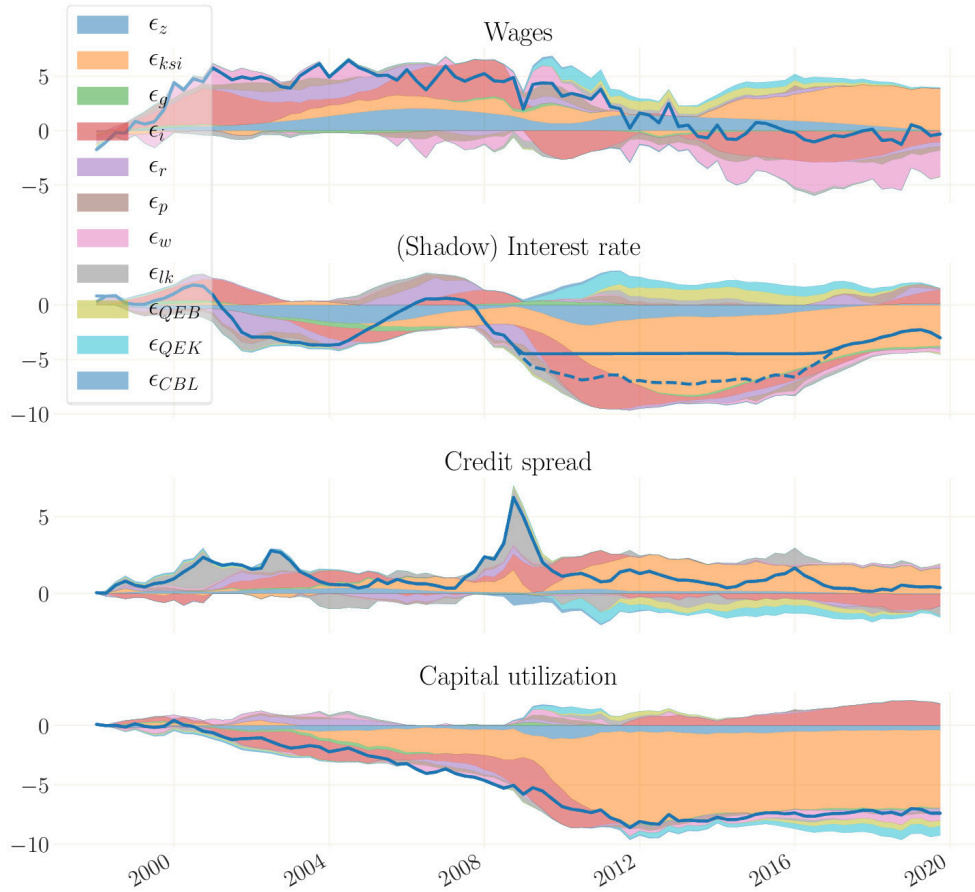 Wages
ϵ_z
ϵ_ksi
ϵ_g
ϵ_i
ϵ_r
ϵ_p
ϵ_w
ϵ_lk
ϵ_QEB
ϵ_QEK
ϵ_CBL
5
0
−5
(Shadow) Interest rate
0
−5
−10
Credit spread
5
0
Capital utilization
0
−5
−10
2000
2004
2008
2012
2016
2020